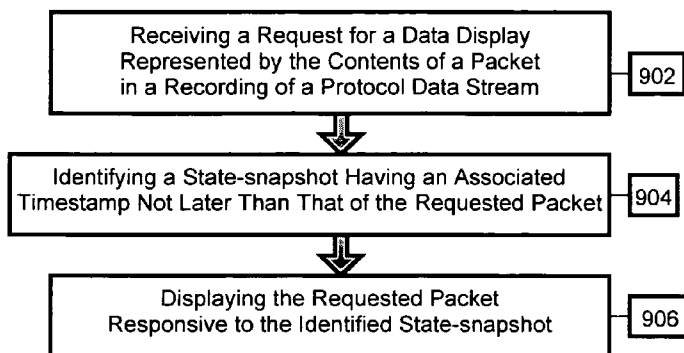 Receiving a Request for a Data Display
Represented by the Contents of a Packet
in a Recording of a Protocol Data Stream
902
Identifying a State-snapshot Having an Associated
Timestamp Not Later Than That of the Requested Packet
904
Displaying the Requested Packet
Responsive to the Identified State-snapshot
906